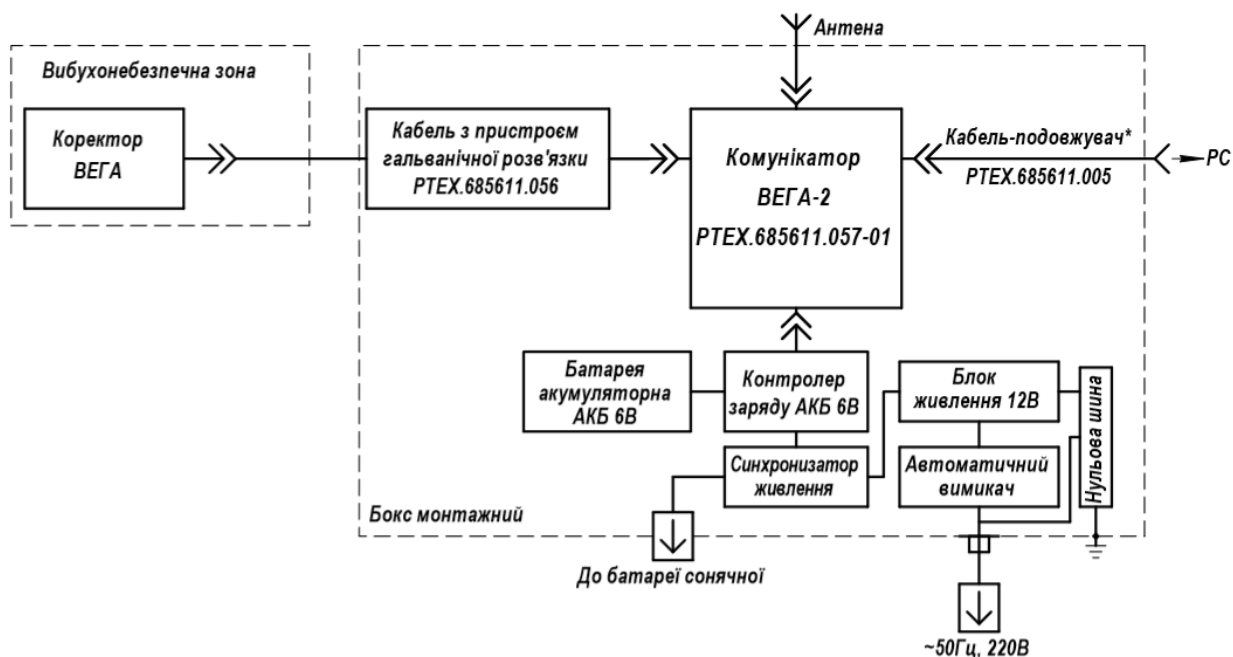 Антена
Вибухонебезпечна зона
Коректор
ВЕГА
Кабель з пристроєм
гальванічної розв'язки
РТЕХ.685611.056
Комунікатор
ВЕГА-2
РТЕХ.685611.057-01
Кабель-подовжувач*
РТЕХ.685611.005
РС
Батарея
акумуляторна
АКБ 6В
Контролер
заряду АКБ 6В
Блок
живлення 12В
Нульова шина
Синхронизатор
живлення
Автоматичний
вимикач
Бокс монтажний
До батареї сонячної
~50Гц, 220В